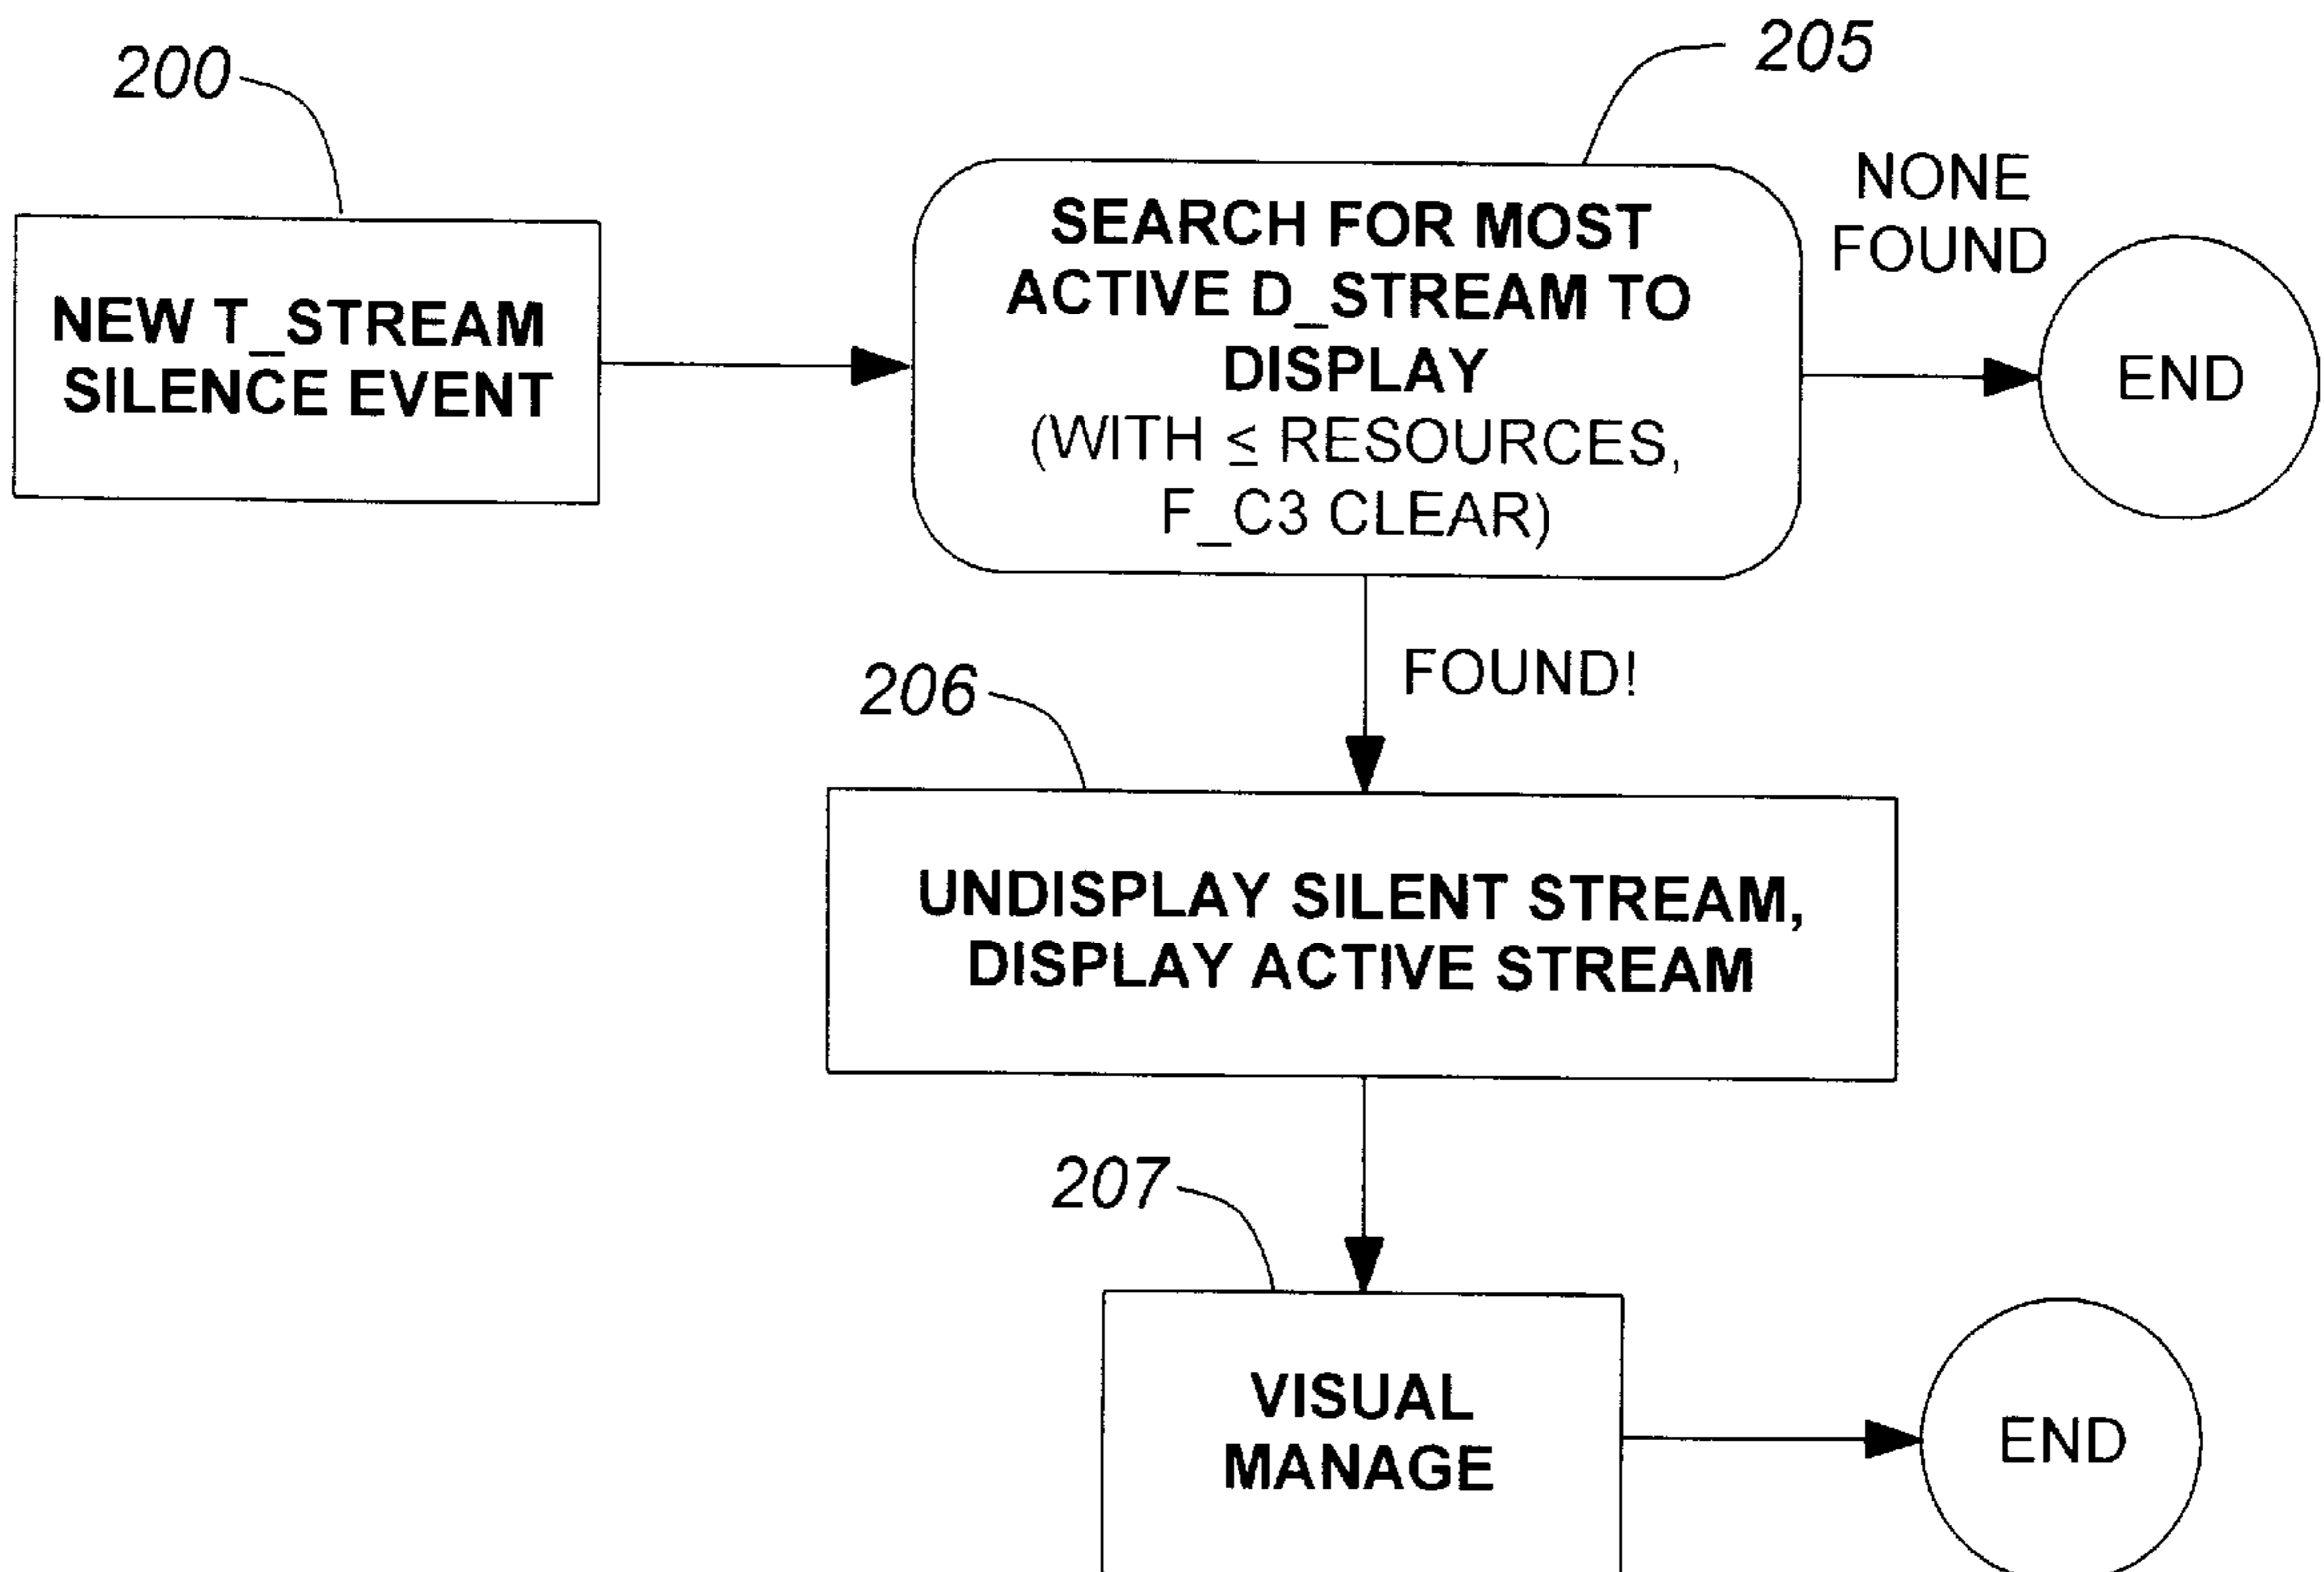 200
205
NEW T_STREAM
SILENCE EVENT
SEARCH FOR MOST
ACTIVE D_STREAM TO
DISPLAY
(WITH ≤ RESOURCES,
F_C3 CLEAR)
NONE
FOUND
END
FOUND!
206
UNDISPLAY SILENT STREAM,
DISPLAY ACTIVE STREAM
207
VISUAL
MANAGE
END